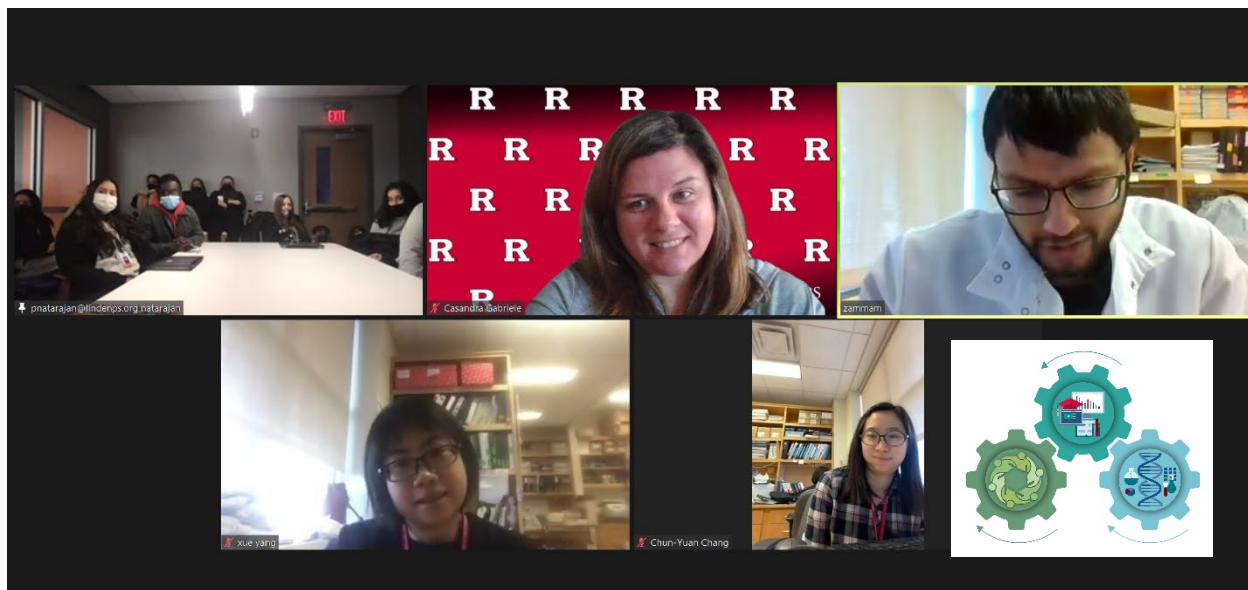 EXIT
pnatarajan@lindenps.org natarajan
R R R R R
R R R R R
R R
R R R
R
Casandra Gabriele
zammam
xue yang
Chun-Yuan Chang